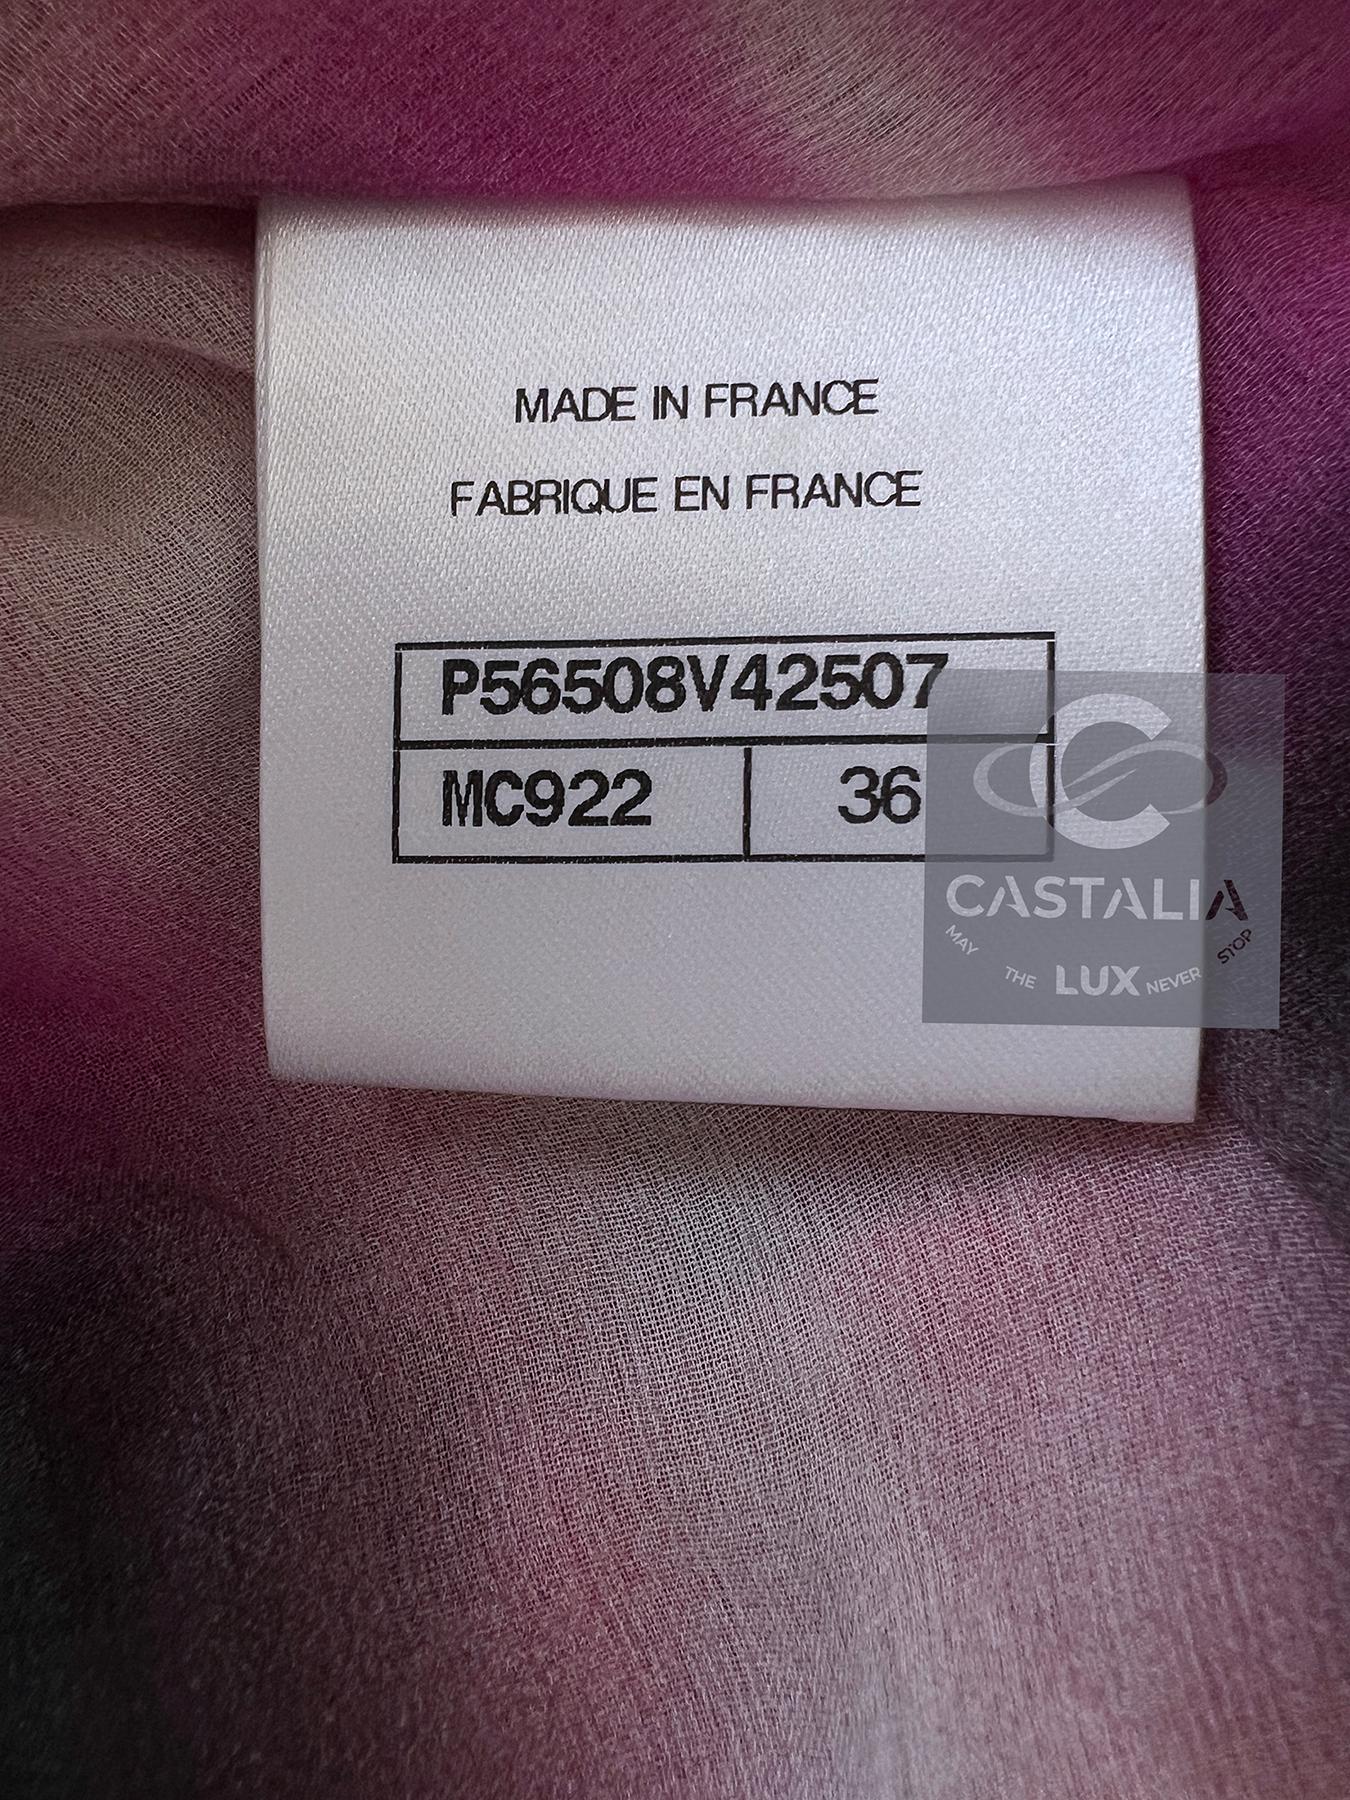 MADE IN FRANCE
FABRIQUE EN FRANCE
P56508V42507
MC922 36
CASTALIA
MAY THE LUX NEVER STOP